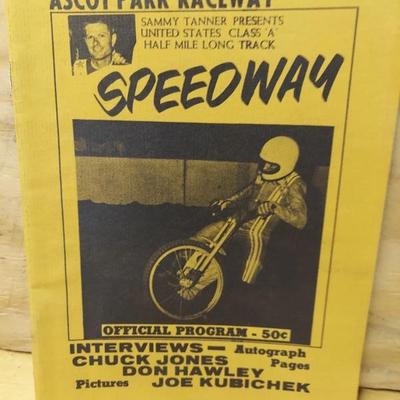 ASCOT PARK RACEWAY
SAMMY TANNER PRESENTS
UNITED STATES CLASS 'A'
HALF MILE LONG TRACK
SPEEDWAY
OFFICIAL PROGRAM - 50¢
INTERVIEWS — Autograph
CHUCK JONES Pages
DON HAWLEY
Pictures JOE KUBICHEK